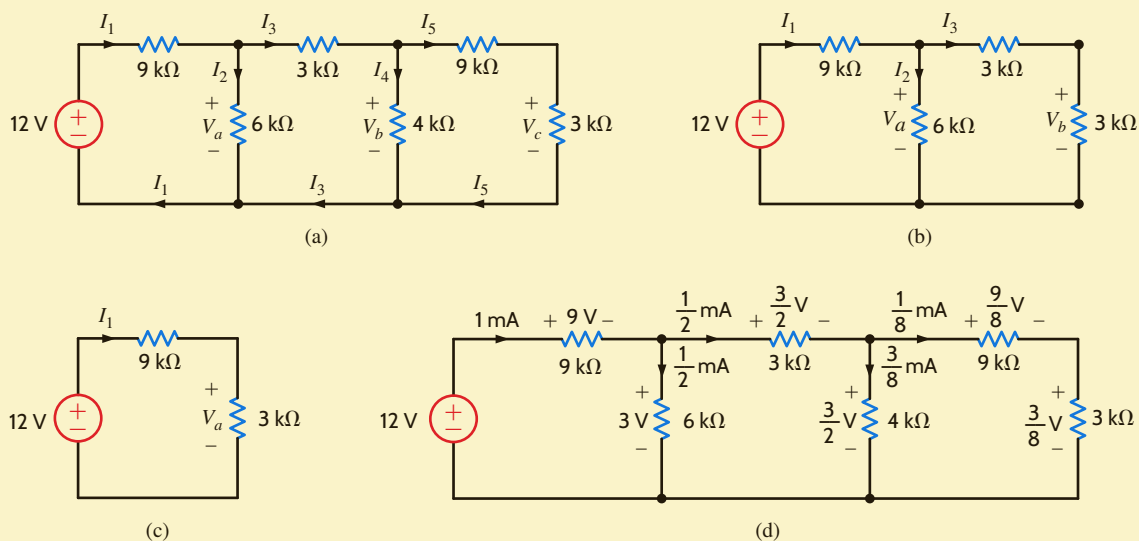 I₁ I₃ I₅
9 kΩ I₂ 3 kΩ I₄ 9 kΩ
12 V + − + Vₐ − 6 kΩ + V_b − 4 kΩ V_c 3 kΩ + −
I₁ I₃ I₅
(a)
I₁ I₃
9 kΩ I₂ 3 kΩ
12 V + − + Vₐ − 6 kΩ + V_b − 3 kΩ
(b)
I₁
9 kΩ
12 V + − + Vₐ − 3 kΩ
(c)
1 mA + 9 V − 1/2 mA + 3/2 V − 1/8 mA + 9/8 V −
9 kΩ 1/2 mA 3 kΩ 3/8 mA 9 kΩ
12 V + − + 3 V − 6 kΩ + 3/2 V − 4 kΩ + 3/8 V − 3 kΩ
(d)